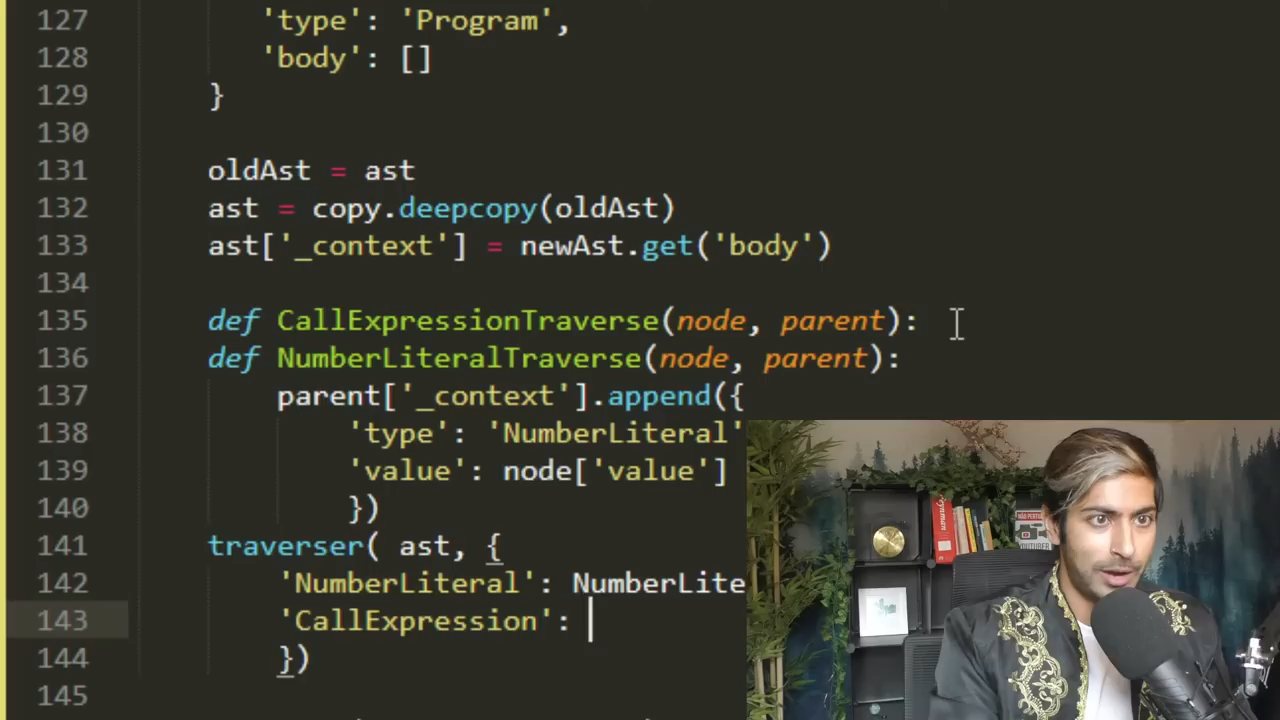 127 'type': 'Program',
128 'body': []
129 }
130
131 oldAst = ast
132 ast = copy.deepcopy(oldAst)
133 ast['_context'] = newAst.get('body')
134
135 def CallExpressionTraverse(node, parent):
136 def NumberLiteralTraverse(node, parent):
137 parent['_context'].append({
138 'type': 'NumberLiteral'
139 'value': node['value']
140 })
141 traverser( ast, {
142 'NumberLiteral': NumberLite
143 'CallExpression':
144 })
145